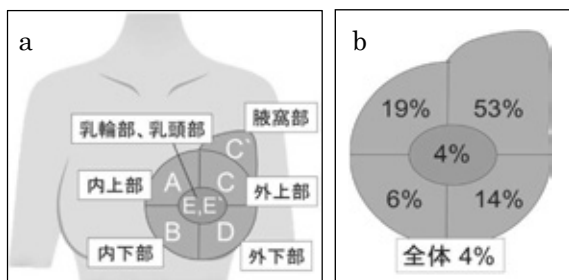 a
乳輪部、乳頭部
腋窩部
C`
内上部
A
C
外上部
E,E`
内下部
B
D
外下部
b
19%
53%
4%
6%
14%
全体 4%